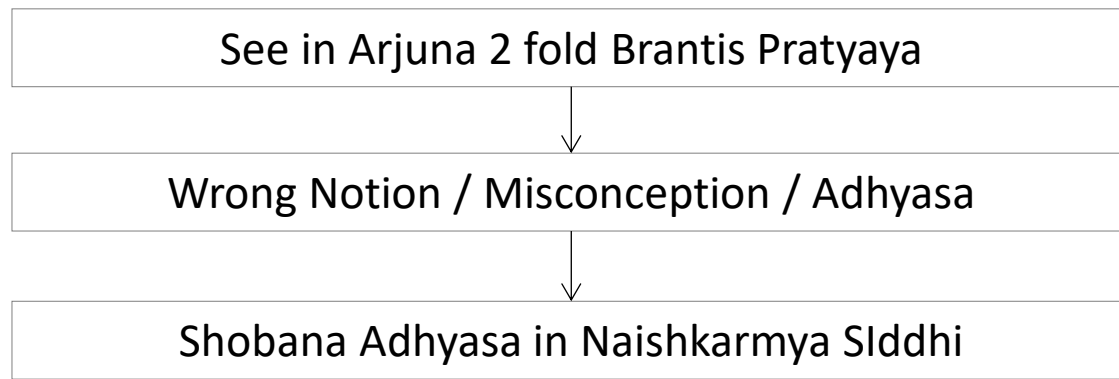 See in Arjuna 2 fold Brantis Pratyaya
Wrong Notion / Misconception / Adhyasa
Shobana Adhyasa in Naishkarmya SIddhi